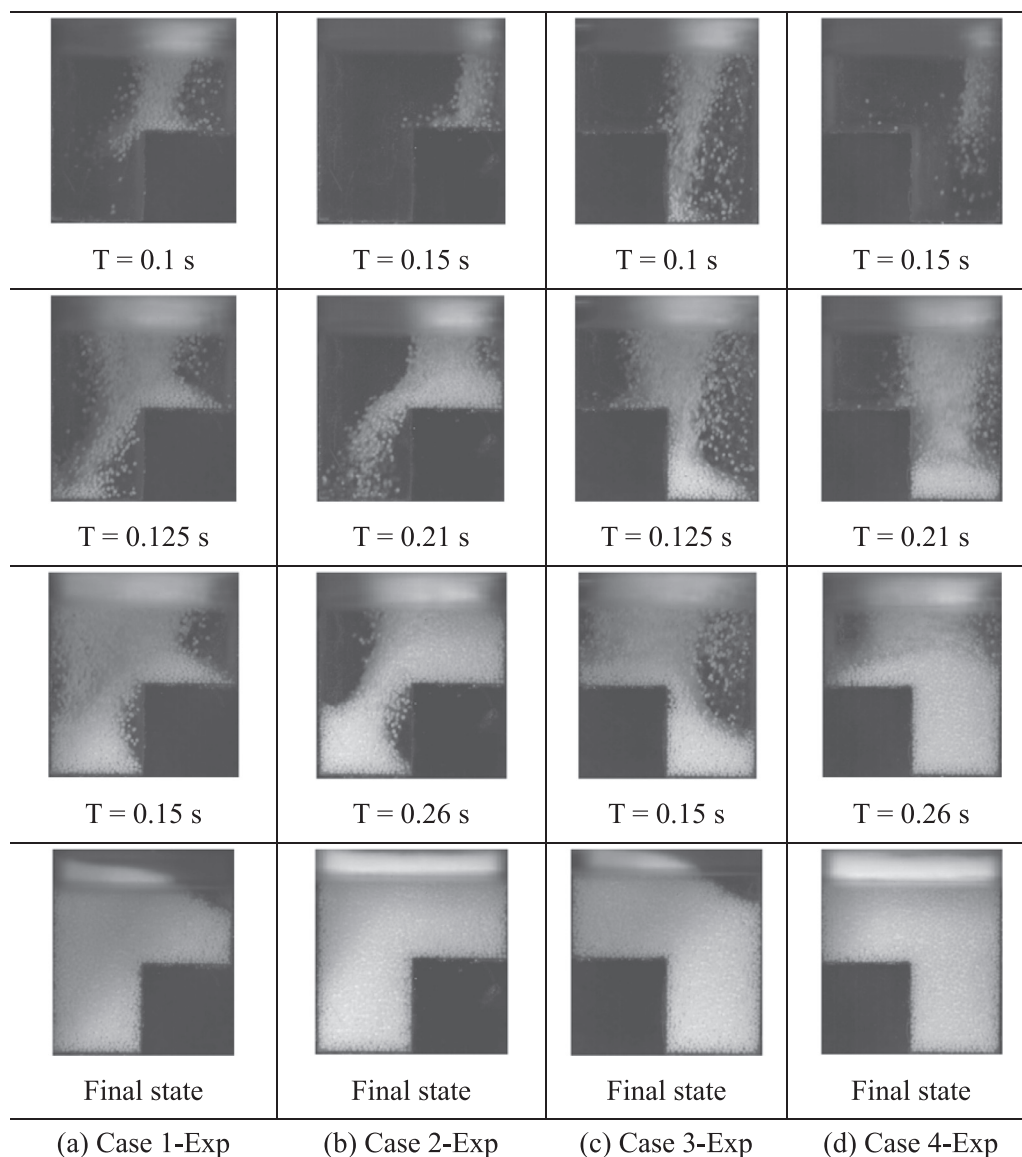 T = 0.1 s
T = 0.15 s
T = 0.1 s
T = 0.15 s
T = 0.125 s
T = 0.21 s
T = 0.125 s
T = 0.21 s
T = 0.15 s
T = 0.26 s
T = 0.15 s
T = 0.26 s
Final state
Final state
Final state
Final state
(a) Case 1-Exp
(b) Case 2-Exp
(c) Case 3-Exp
(d) Case 4-Exp